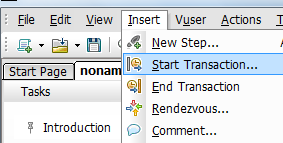 File Edit View Insert Vuser Actions
New Step...
Start Page nonam
Start Transaction...
Tasks
End Transaction
Rendezvous...
Introduction
Comment...